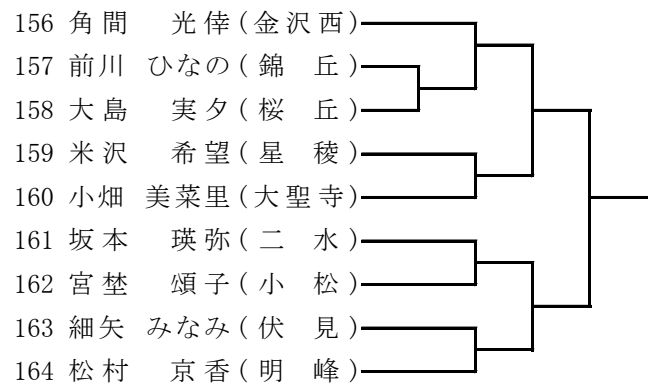 156 角間 光倖(金沢西)
157 前川 ひなの(錦 丘)
158 大島 実夕(桜 丘)
159 米沢 希望(星 稜)
160 小畑 美菜里(大聖寺)
161 坂本 瑛弥(二 水)
162 宮埜 頌子(小 松)
163 細矢 みなみ(伏 見)
164 松村 京香(明 峰)